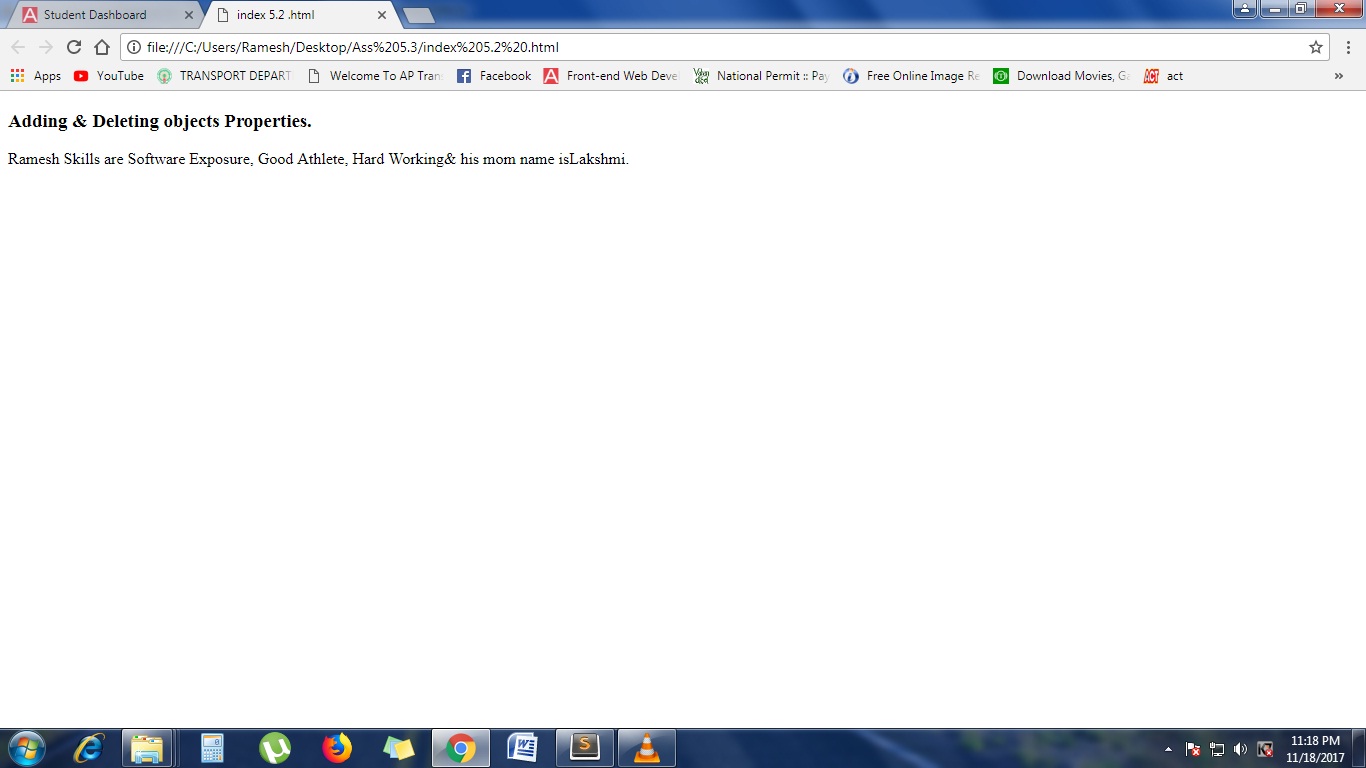 Student Dashboard
index 5.2 .html
file:///C:/Users/Ramesh/Desktop/Ass%205.3/index%205.2%20.html
Apps YouTube TRANSPORT DEPART Welcome To AP Tran Facebook Front-end Web Deve National Permit :: Pay Free Online Image Re Download Movies, Ga ACT act »
Adding & Deleting objects Properties.
Ramesh Skills are Software Exposure, Good Athlete, Hard Working& his mom name isLakshmi.
11:18 PM
11/18/2017